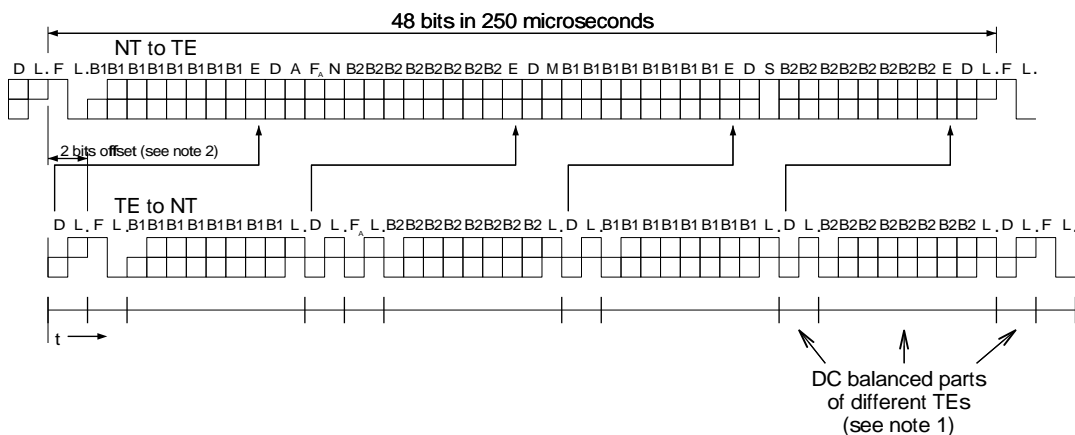 48 bits in 250 microseconds
NT to TE
D L. F L. B1 B1 B1 B1 B1 B1 B1 B1 E D A FA N B2 B2 B2 B2 B2 B2 B2 B2 E D M B1 B1 B1 B1 B1 B1 B1 B1 E D S B2 B2 B2 B2 B2 B2 B2 B2 E D L. F L.
2 bits offset (see note 2)
TE to NT
D L. F L. B1 B1 B1 B1 B1 B1 B1 B1 L. D L. FA L. B2 B2 B2 B2 B2 B2 B2 B2 L. D L. B1 B1 B1 B1 B1 B1 B1 B1 L. D L. B2 B2 B2 B2 B2 B2 B2 B2 L. D L. F L.
t
DC balanced parts
of different TEs
(see note 1)